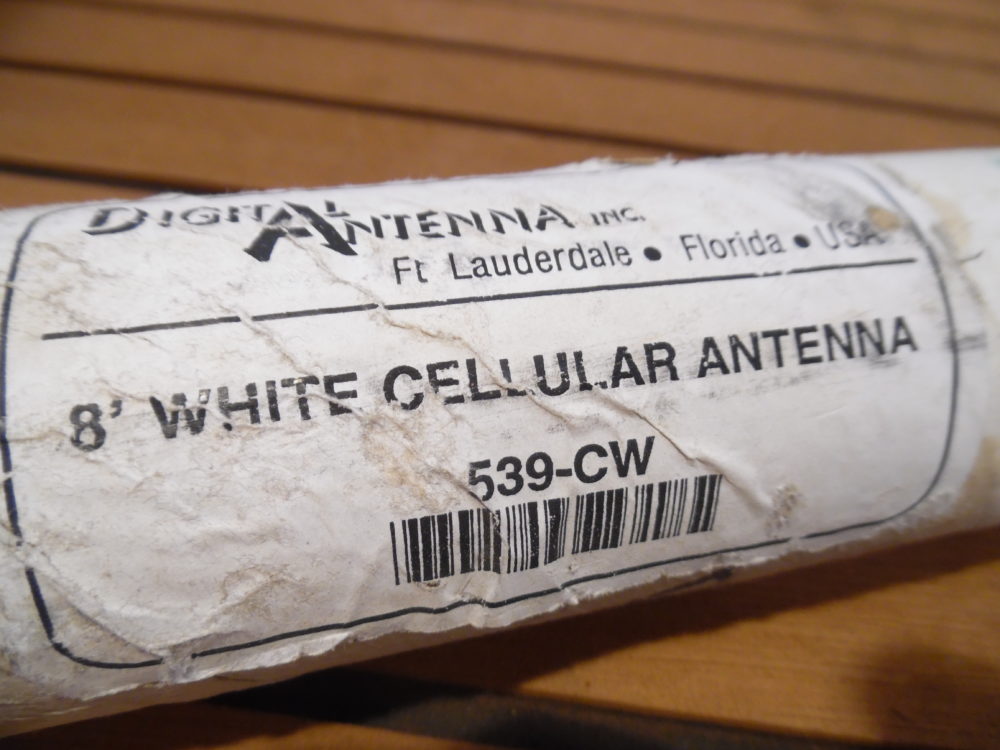 DIGITAL ANTENNA INC.
Ft Lauderdale • Florida • USA
8' WHITE CELLULAR ANTENNA
539-CW